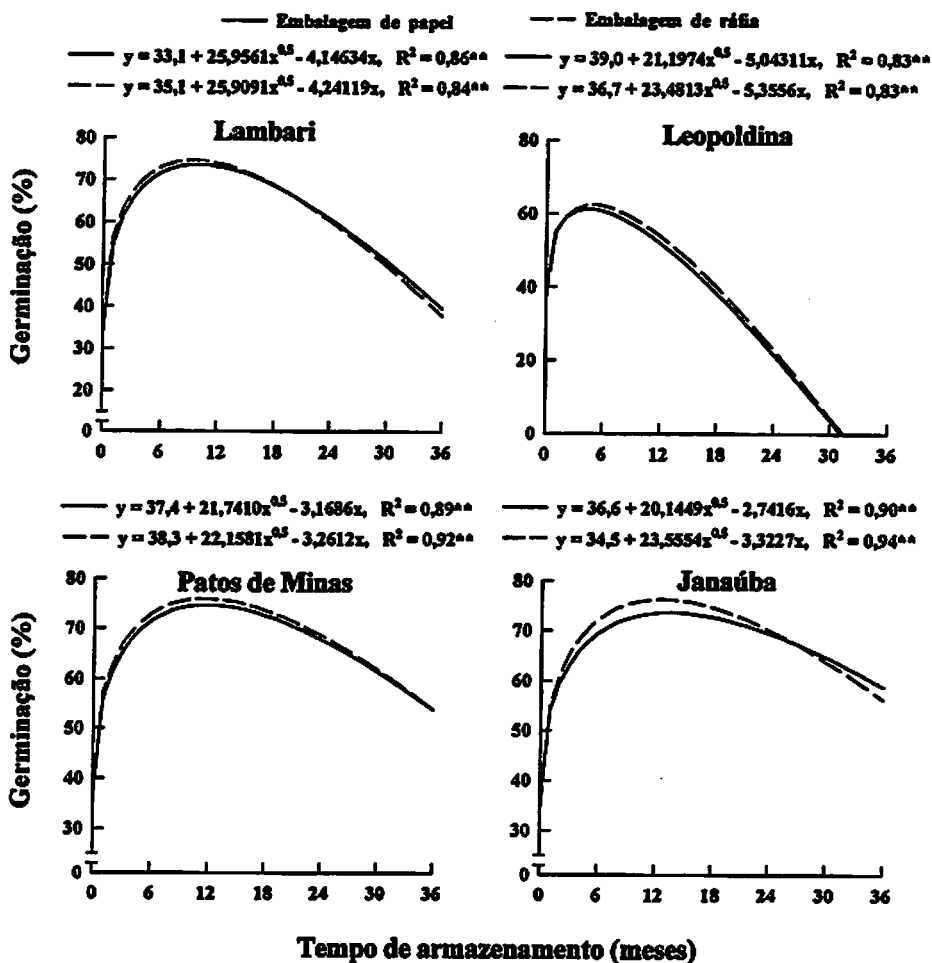 Embalagem de papel Embalagem de ráfia
y = 33,1 + 25,9561x^0,5 - 4,14634x, R² = 0,86** y = 39,0 + 21,1974x^0,5 - 5,04311x, R² = 0,83**
y = 35,1 + 25,9091x^0,5 - 4,24119x, R² = 0,84** y = 36,7 + 23,4813x^0,5 - 5,3556x, R² = 0,83**
Lambari Leopoldina
Germinação (%)
80 70 60 50 40 30 20 0
0 6 12 18 24 30 36
80 60 40 20 0
0 6 12 18 24 30 36
y = 37,4 + 21,7410x^0,5 - 3,1686x, R² = 0,89** y = 36,6 + 20,1449x^0,5 - 2,7416x, R² = 0,90**
y = 38,3 + 22,1581x^0,5 - 3,2612x, R² = 0,92** y = 34,5 + 23,5554x^0,5 - 3,3227x, R² = 0,94**
Patos de Minas Janaúba
Germinação (%)
80 70 60 50 40 30 0
0 6 12 18 24 30 36
80 70 60 50 40 30 0
0 6 12 18 24 30 36
Tempo de armazenamento (meses)